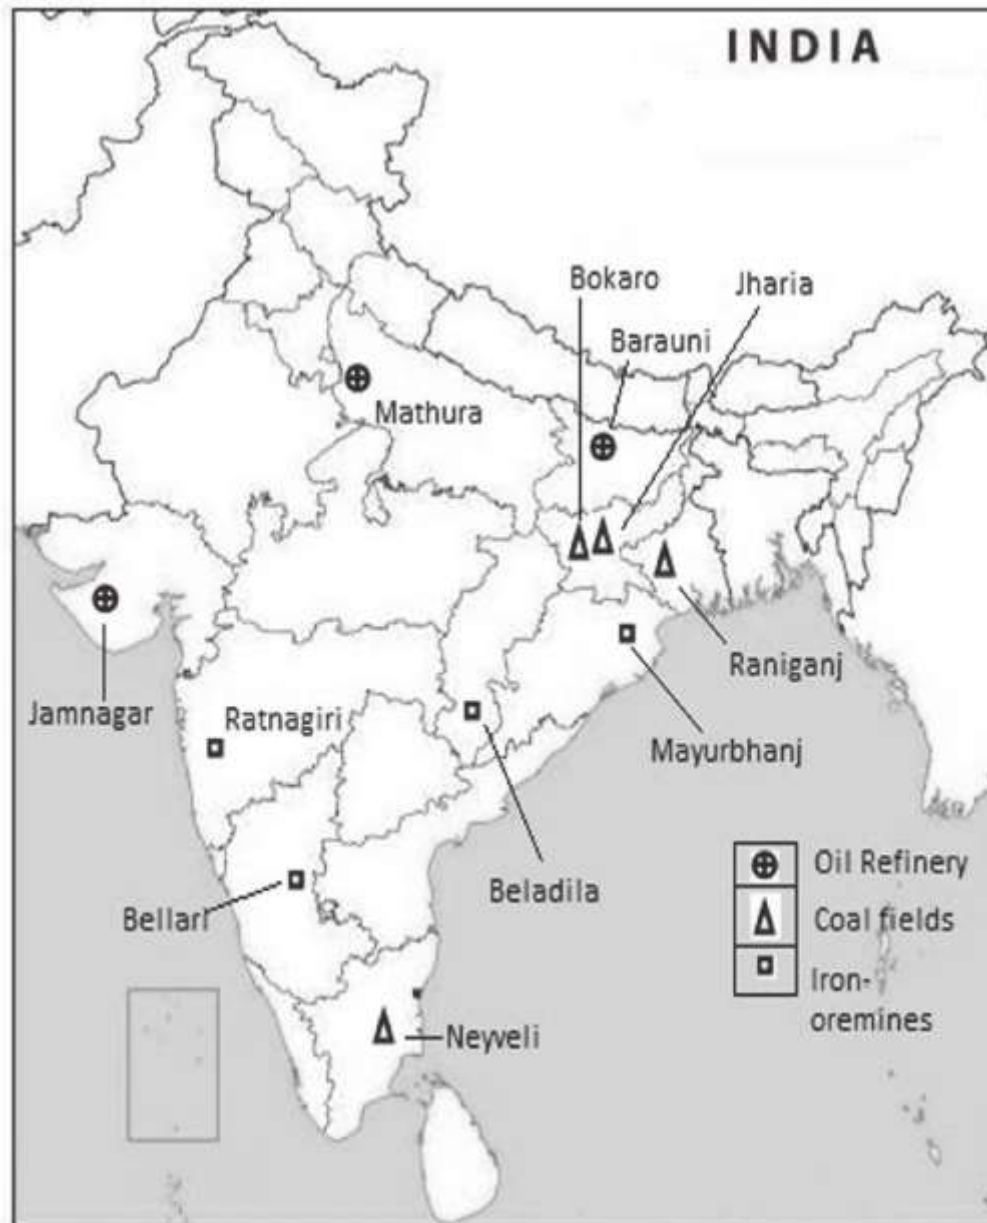 INDIA
Bokaro
Jharia
Barauni
Mathura
Raniganj
Jamnagar
Ratnagiri
Mayurbhanj
Beladila
Bellari
Neyveli
Oil Refinery
Coal fields
Iron-
oremines